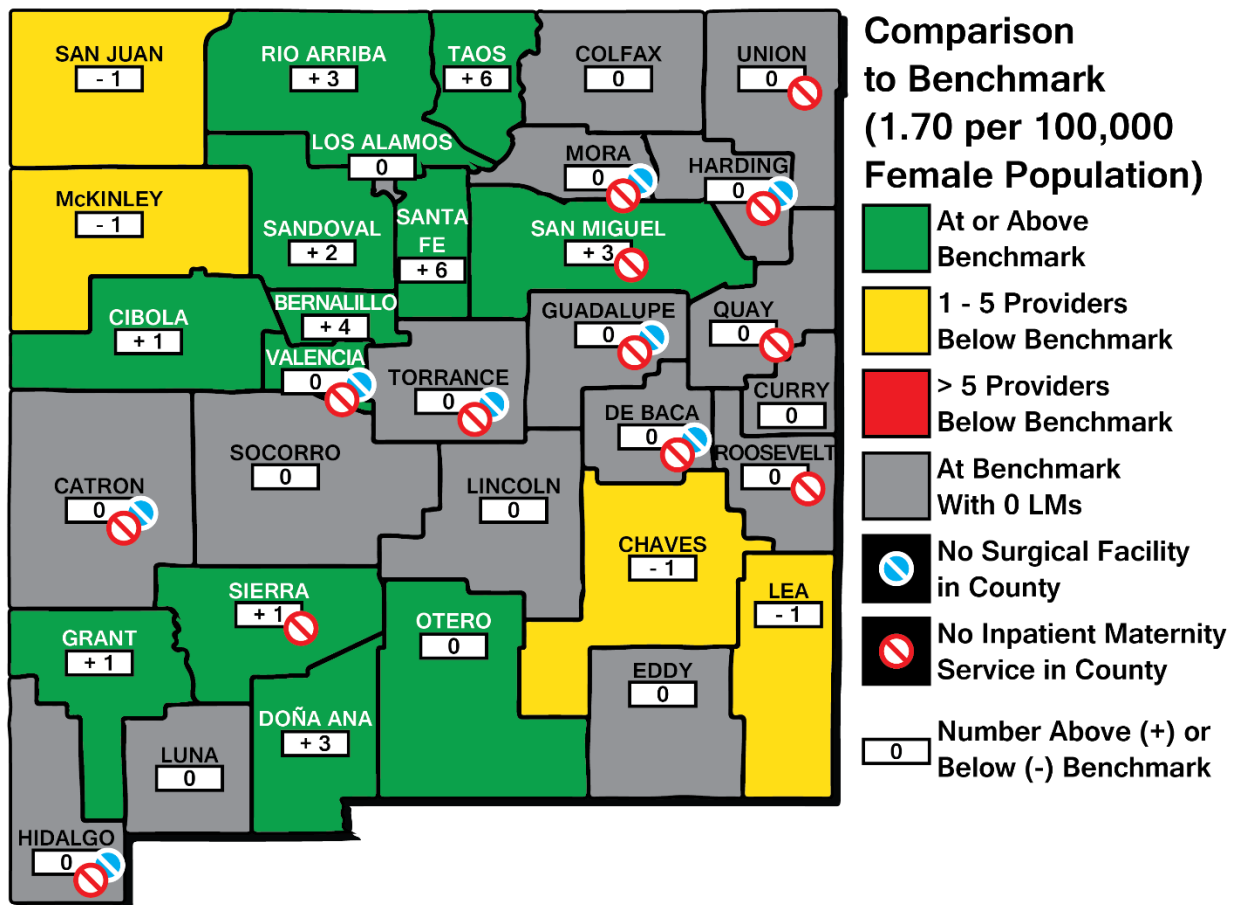 SAN JUAN
- 1
RIO ARRIBA
+ 3
TAOS
+ 6
COLFAX
0
UNION
0
LOS ALAMOS
0
MORA
0
HARDING
0
McKINLEY
- 1
SANDOVAL
+ 2
SANTA
FE
+ 6
SAN MIGUEL
+ 3
CIBOLA
+ 1
BERNALILLO
+ 4
VALENCIA
0
TORRANCE
0
GUADALUPE
0
QUAY
0
CURRY
0
DE BACA
0
ROOSEVELT
0
CATRON
0
SOCORRO
0
LINCOLN
0
CHAVES
- 1
LEA
- 1
SIERRA
+ 1
OTERO
0
GRANT
+ 1
EDDY
0
DOÑA ANA
+ 3
LUNA
0
HIDALGO
0
Comparison
to Benchmark
(1.70 per 100,000
Female Population)
At or Above
Benchmark
1 - 5 Providers
Below Benchmark
> 5 Providers
Below Benchmark
At Benchmark
With 0 LMs
No Surgical Facility
in County
No Inpatient Maternity
Service in County
0
Number Above (+) or
Below (-) Benchmark